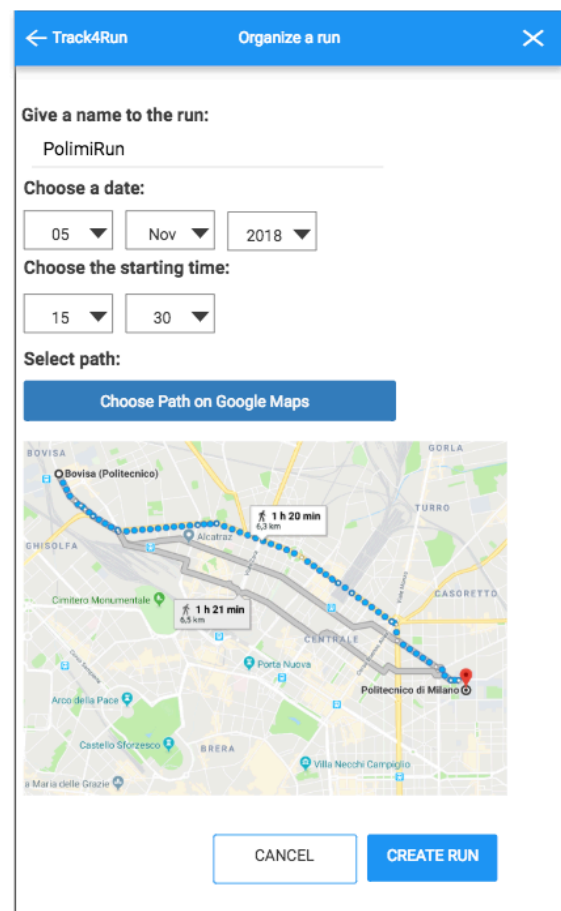 ← Track4Run Organize a run ×
Give a name to the run:
PolimiRun
Choose a date:
05 Nov 2018
Choose the starting time:
15 30
Select path:
Choose Path on Google Maps
GORLA
BOVISA
Bovisa (Politecnico)
TURRO
1 h 20 min
6,3 km
Alcatraz
GHISOLFA
CASORETTO
Cimitero Monumentale
1 h 21 min
6,5 km
CENTRALE
Porta Nuova
Politecnico di Milano
Arco della Pace
Castello Sforzesco
BRERA
Villa Necchi Campiglio
a Maria delle Grazie
CANCEL CREATE RUN